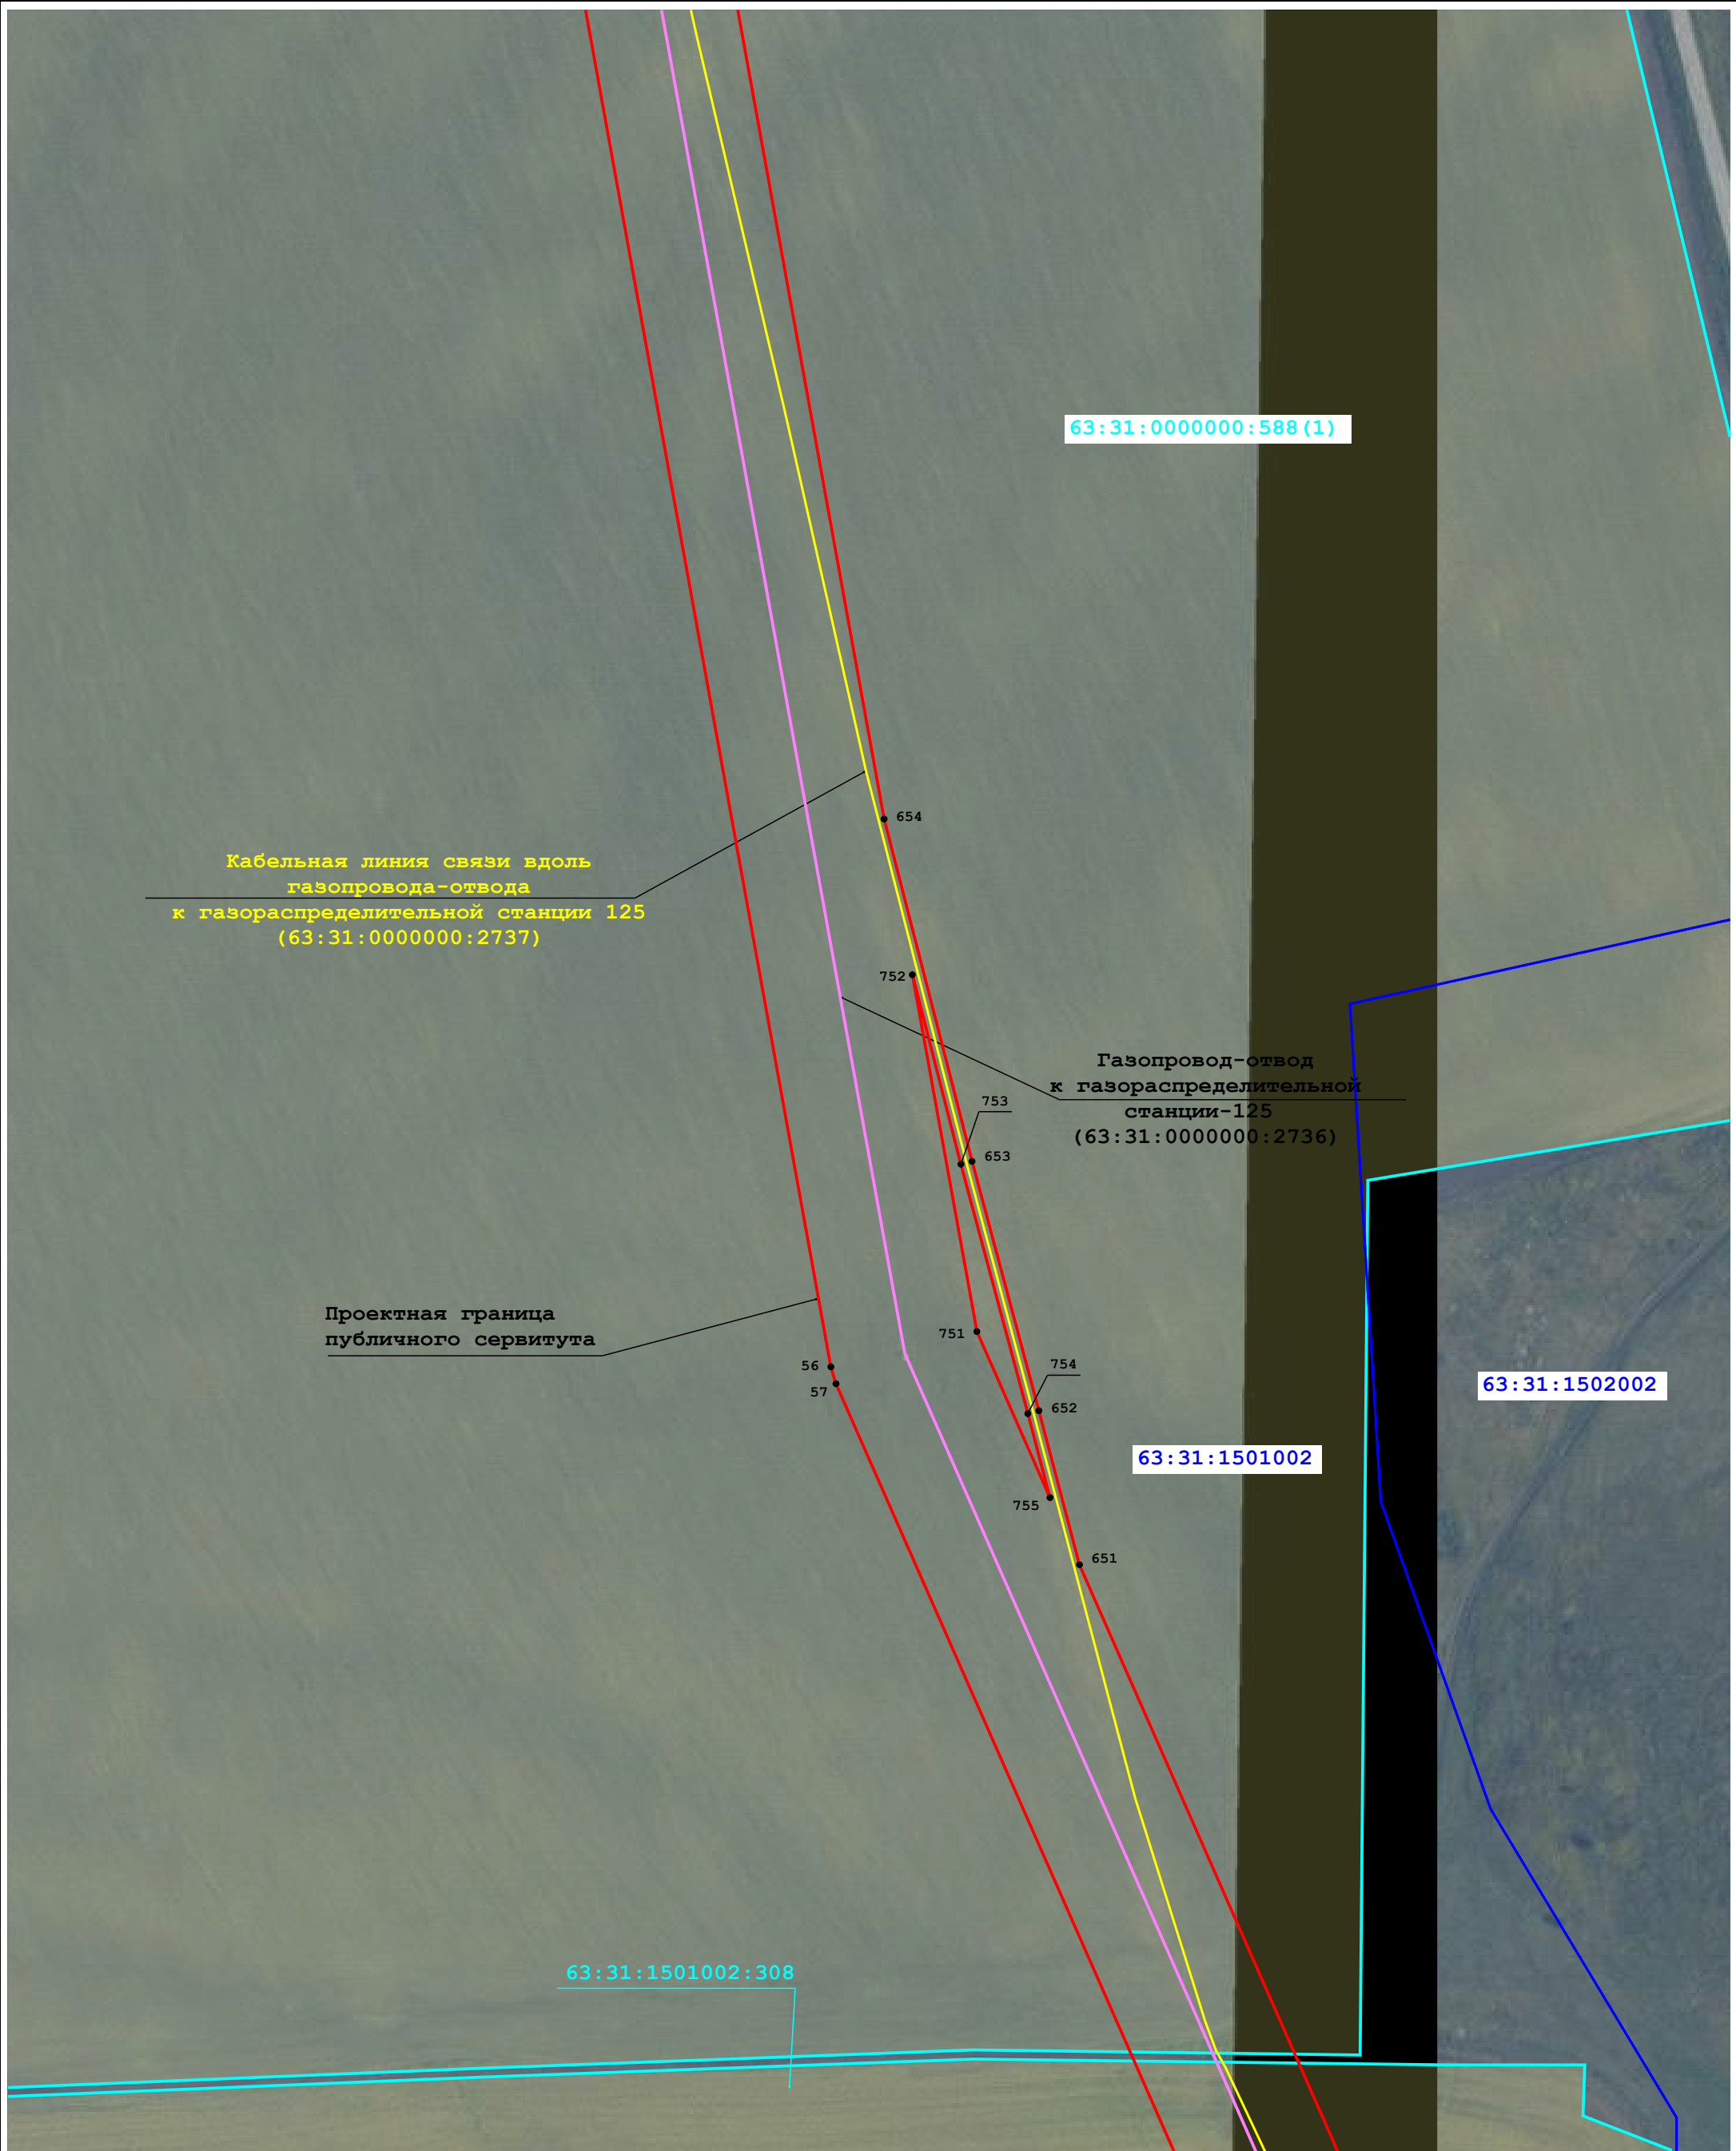 63:31:0000000:588(1)
654
Кабельная линия связи вдоль
газопровода-отвода
к газораспределительной станции 125
(63:31:0000000:2737)
752
Газопровод-отвод
к газораспределительной
станции-125
(63:31:0000000:2736)
753
653
Проектная граница
публичного сервитута
751
56
57
754
652
63:31:1502002
63:31:1501002
755
651
63:31:1501002:308